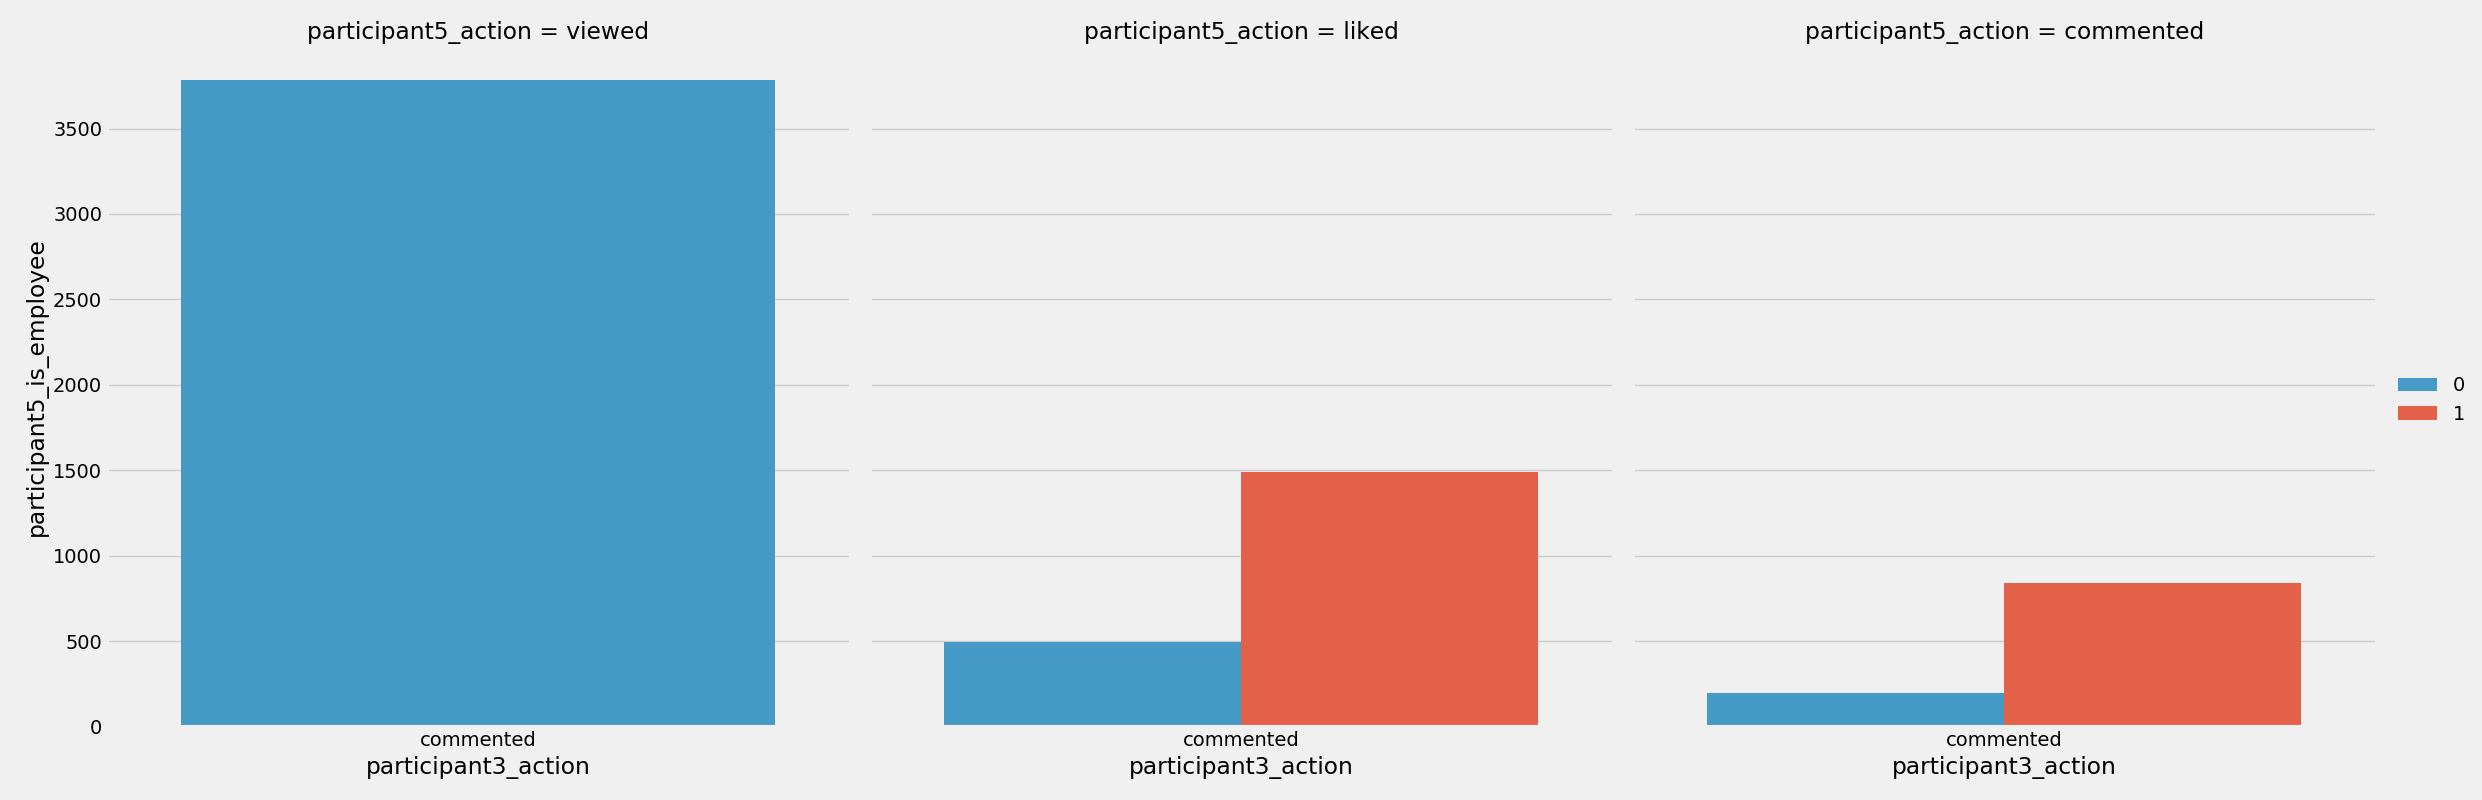 participant5_action = viewed
participant5_action = liked
participant5_action = commented
participant5_is_employee
3500
3000
2500
2000
1500
1000
500
0
commented
commented
commented
participant3_action
participant3_action
participant3_action
0
1